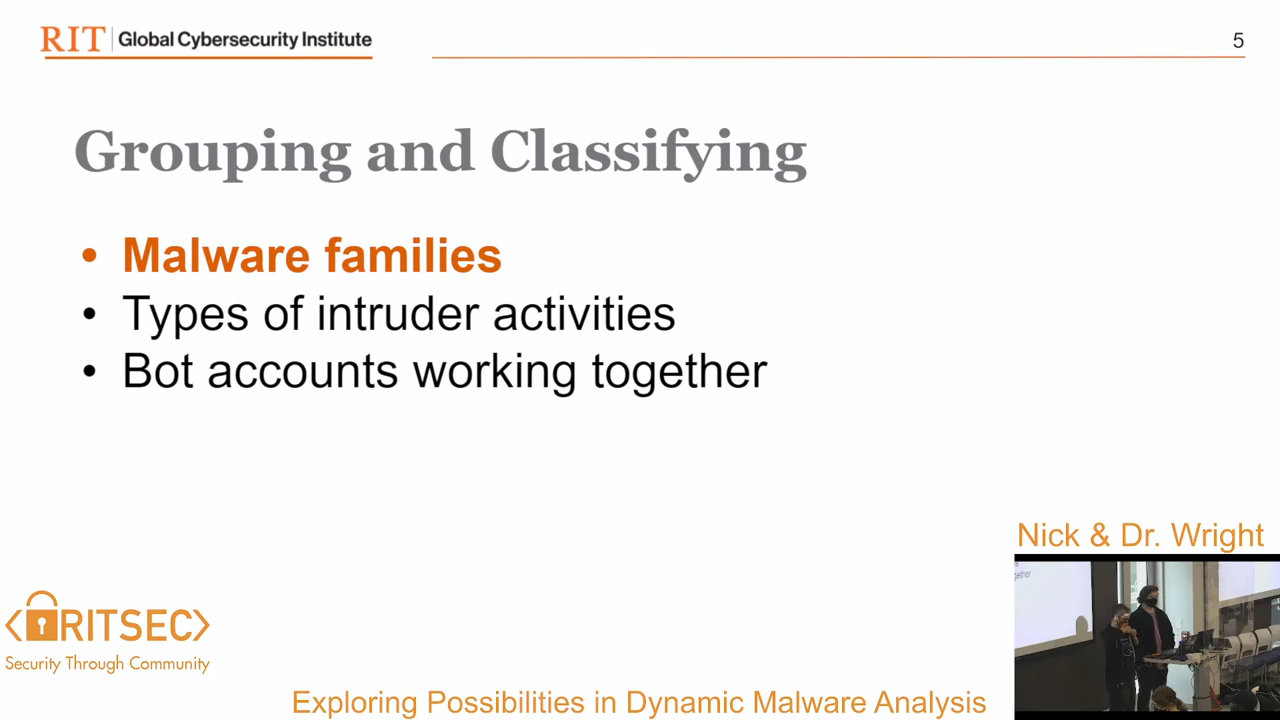 RIT | Global Cybersecurity Institute
5
Grouping and Classifying
• Malware families
• Types of intruder activities
• Bot accounts working together
Nick & Dr. Wright
gether
<RITSEC>
Security Through Community
Exploring Possibilities in Dynamic Malware Analysis